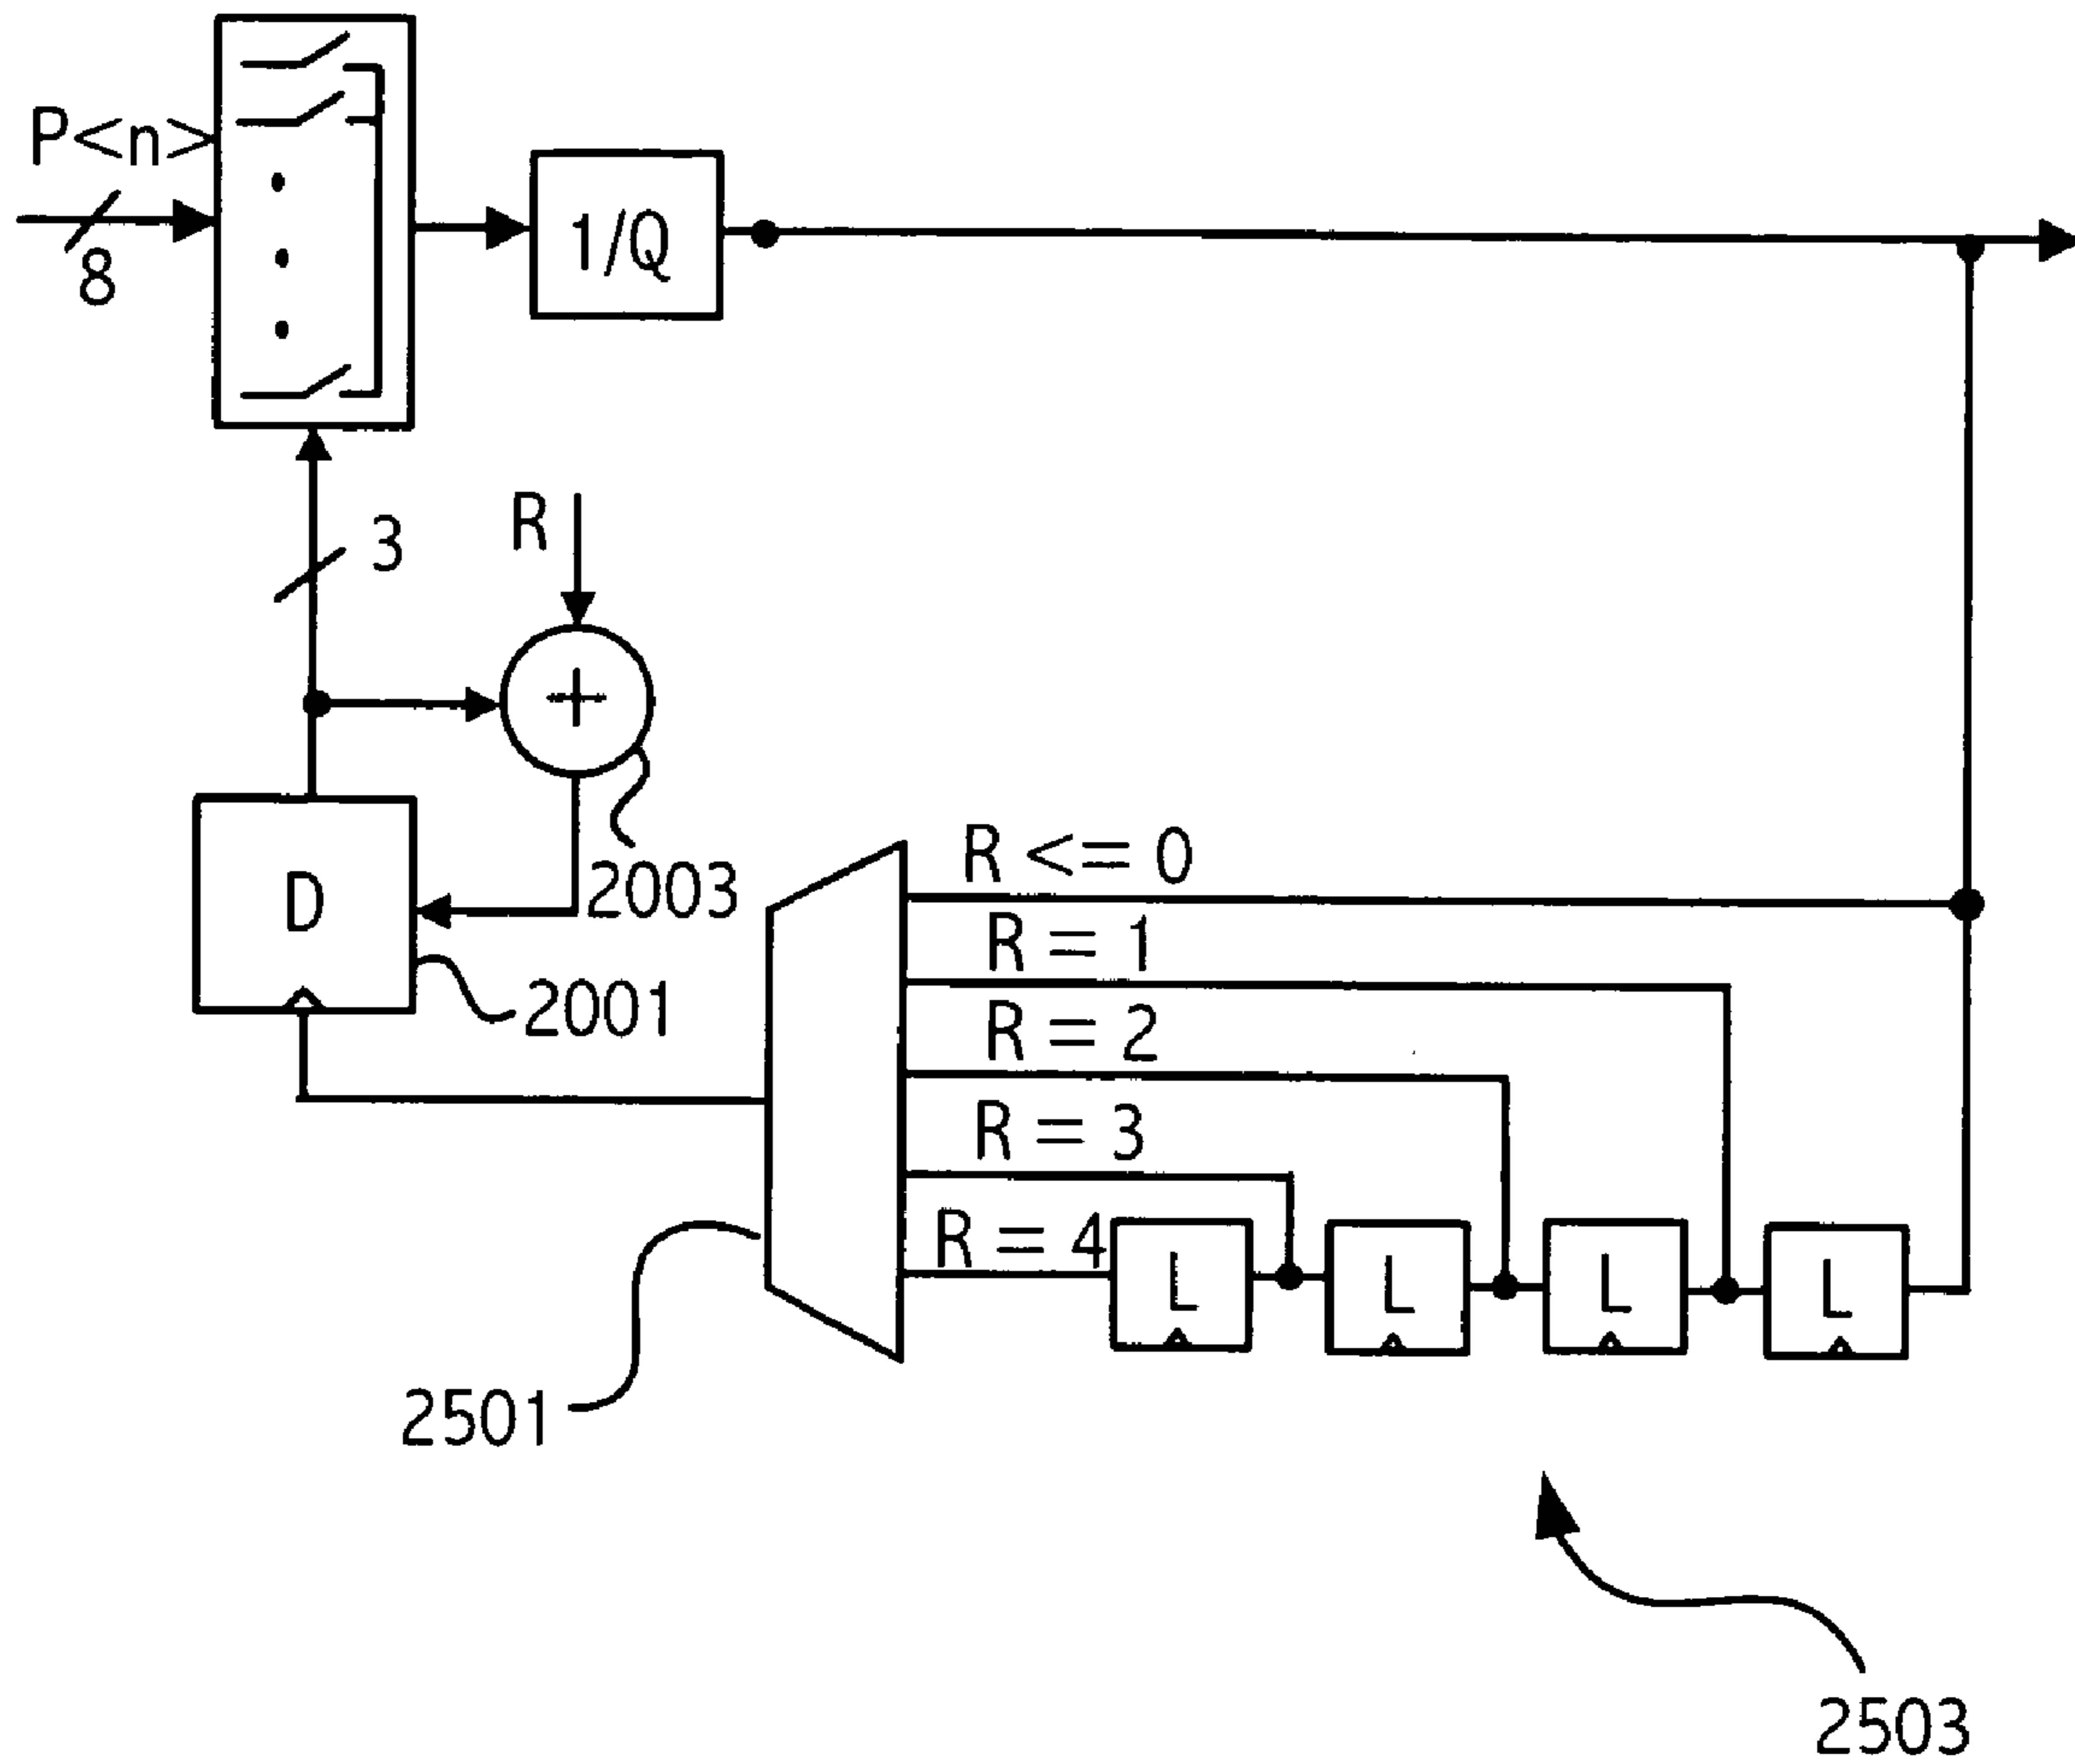 P<n>
8
1/Q
3
R
+
2003
D
2001
R <= 0
R = 1
R = 2
R = 3
R = 4
L
L
L
L
2501
2503